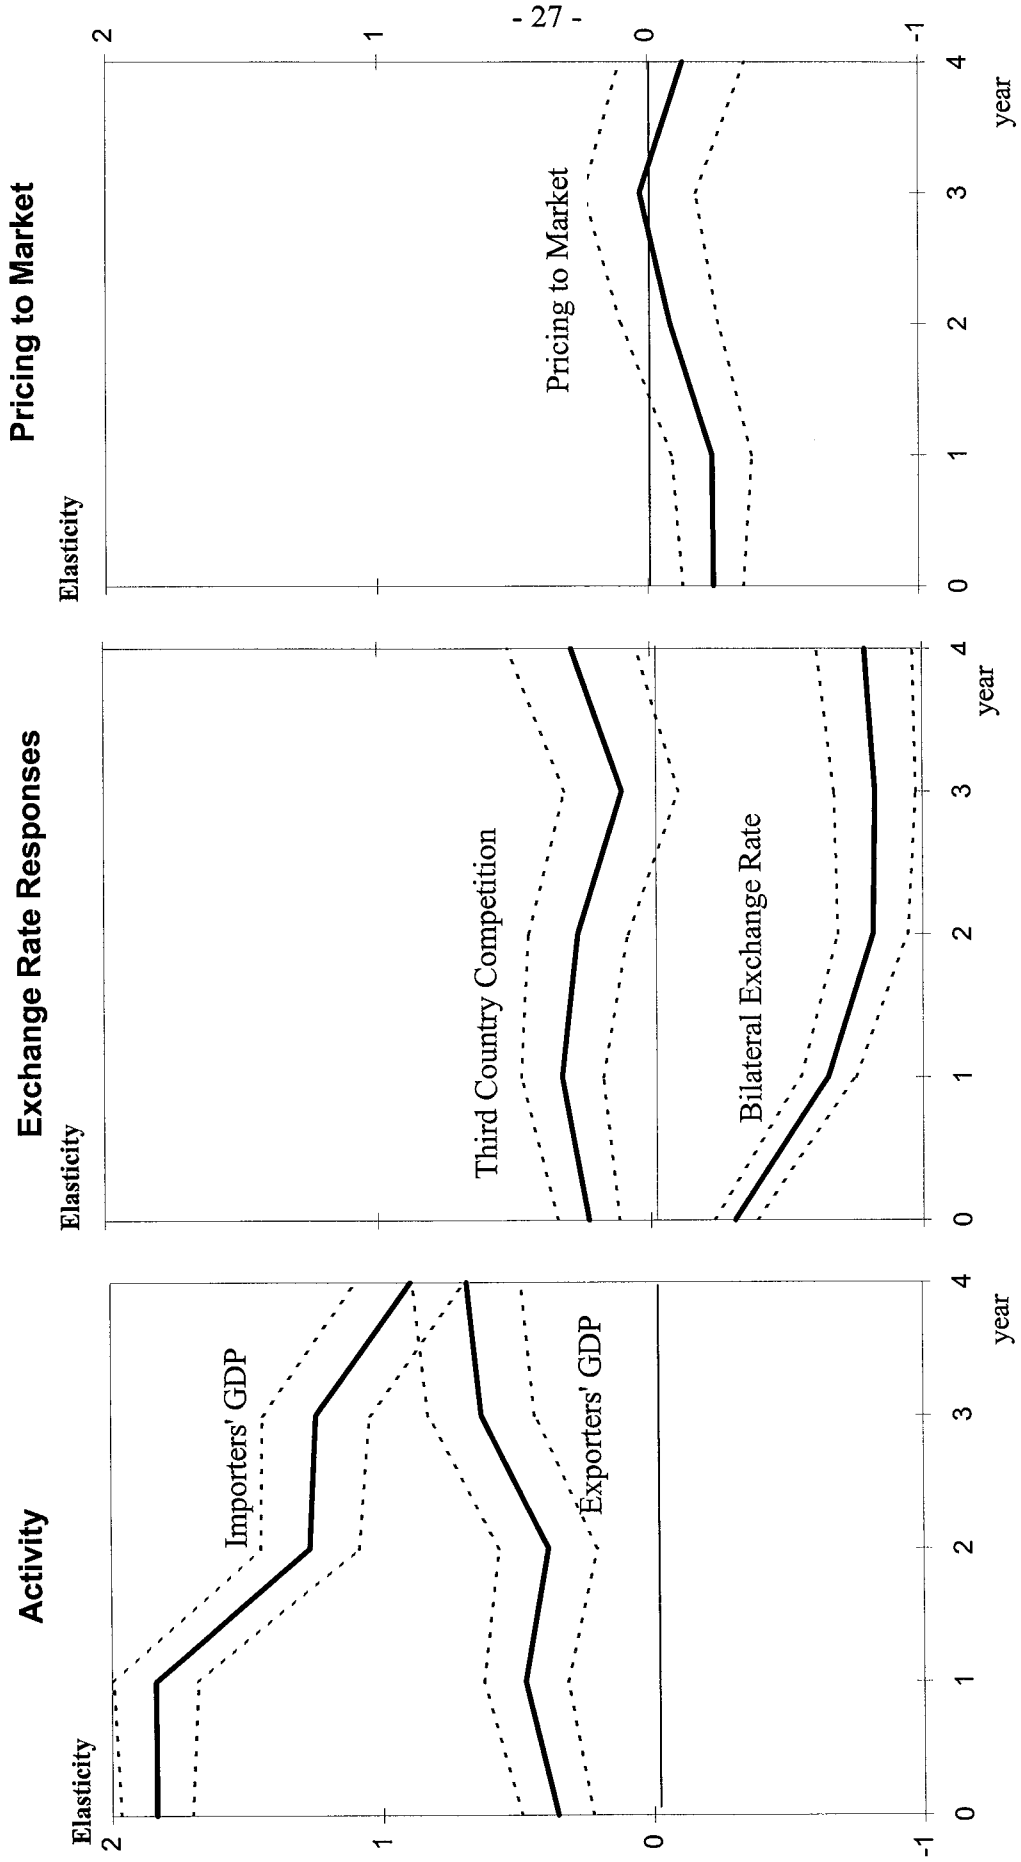 - 27 -
Activity
Elasticity
2
1
0
-1
Importers' GDP
Exporters' GDP
0 1 2 3 4
year
Exchange Rate Responses
Elasticity
Third Country Competition
Bilateral Exchange Rate
0 1 2 3 4
year
Pricing to Market
Elasticity
Pricing to Market
2
1
0
-1
0 1 2 3 4
year